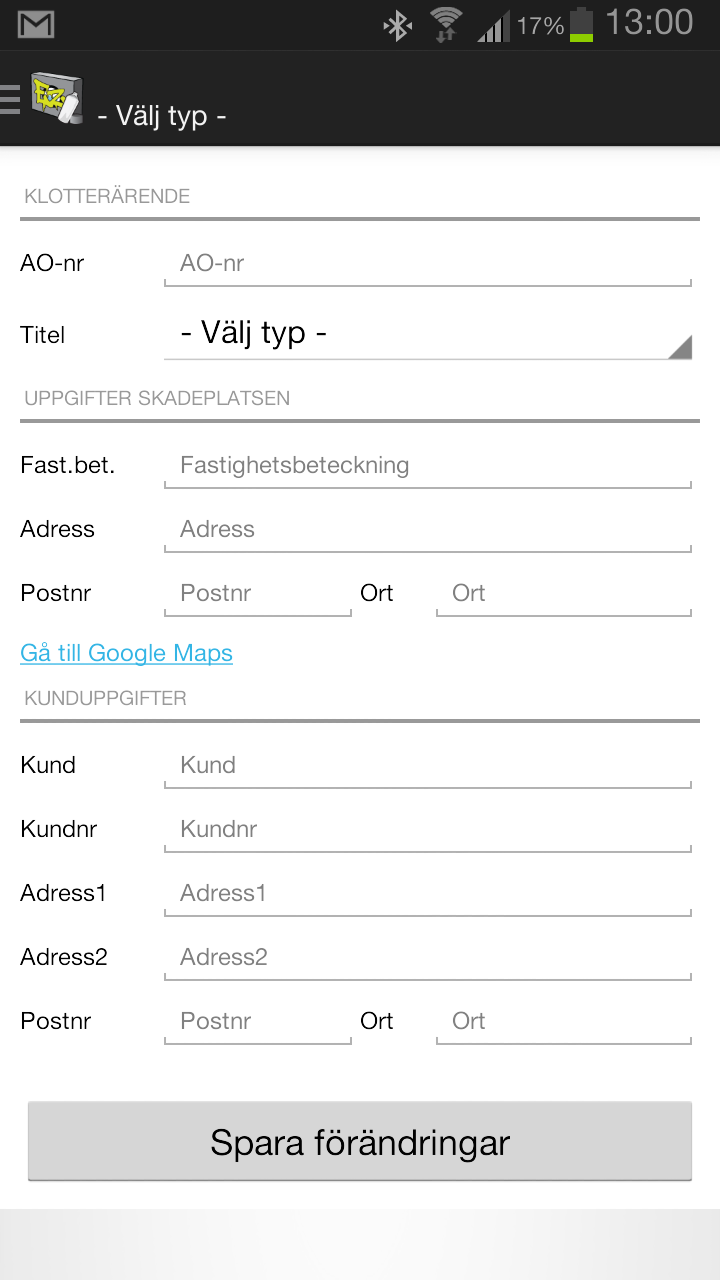 17% 13:00
- Välj typ -
KLOTTERÄRENDE
AO-nr AO-nr
Titel - Välj typ -
UPPGIFTER SKADEPLATSEN
Fast.bet. Fastighetsbeteckning
Adress Adress
Postnr Postnr Ort Ort
Gå till Google Maps
KUNDUPPGIFTER
Kund Kund
Kundnr Kundnr
Adress1 Adress1
Adress2 Adress2
Postnr Postnr Ort Ort
Spara förändringar